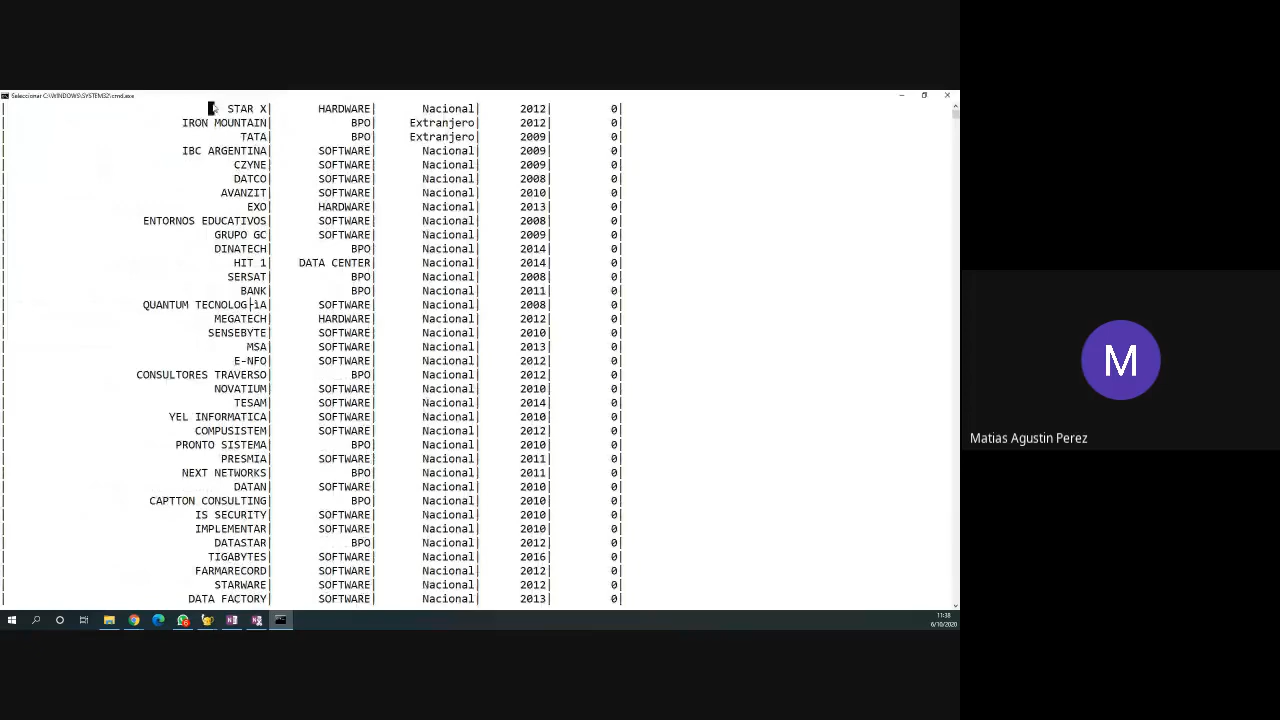 Seleccionar C:\WINDOWS\SYSTEM32\cmd.exe
| STAR X| HARDWARE| Nacional| 2012| 0|
| IRON MOUNTAIN| BPO| Extranjero| 2012| 0|
| TATA| BPO| Extranjero| 2009| 0|
| IBC ARGENTINA| SOFTWARE| Nacional| 2009| 0|
| CZYNE| SOFTWARE| Nacional| 2009| 0|
| DATCO| SOFTWARE| Nacional| 2008| 0|
| AVANZIT| SOFTWARE| Nacional| 2010| 0|
| EXO| HARDWARE| Nacional| 2013| 0|
| ENTORNOS EDUCATIVOS| SOFTWARE| Nacional| 2008| 0|
| GRUPO GC| SOFTWARE| Nacional| 2009| 0|
| DINATECH| BPO| Nacional| 2014| 0|
| HIT 1| DATA CENTER| Nacional| 2014| 0|
| SERSAT| BPO| Nacional| 2008| 0|
| BANK| BPO| Nacional| 2011| 0|
| QUANTUM | SOFTWARE| Nacional| 2008| 0|
| MEGATECH| HARDWARE| Nacional| 2012| 0|
| SENSEBYTE| SOFTWARE| Nacional| 2010| 0|
| MSA| SOFTWARE| Nacional| 2013| 0|
| E-NFO| SOFTWARE| Nacional| 2012| 0|
| CONSULTORES TRAVERSO| BPO| Nacional| 2012| 0|
| NOVATIUM| SOFTWARE| Nacional| 2010| 0|
| TESAM| SOFTWARE| Nacional| 2014| 0|
| YEL INFORMATICA| SOFTWARE| Nacional| 2010| 0|
| COMPUSISTEM| SOFTWARE| Nacional| 2012| 0|
| PRONTO SISTEMA| BPO| Nacional| 2010| 0|
| PRESMIA| SOFTWARE| Nacional| 2011| 0|
| NEXT NETWORKS| BPO| Nacional| 2011| 0|
| DATAN| SOFTWARE| Nacional| 2010| 0|
| CAPTTON CONSULTING| BPO| Nacional| 2010| 0|
| IS SECURITY| SOFTWARE| Nacional| 2010| 0|
| IMPLEMENTAR| SOFTWARE| Nacional| 2010| 0|
| DATASTAR| BPO| Nacional| 2012| 0|
| TIGABYTES| SOFTWARE| Nacional| 2016| 0|
| FARMARECORD| SOFTWARE| Nacional| 2012| 0|
| STARWARE| SOFTWARE| Nacional| 2012| 0|
| DATA FACTORY| SOFTWARE| Nacional| 2013| 0|
11:38
6/10/2020
M
Matias Agustin Perez